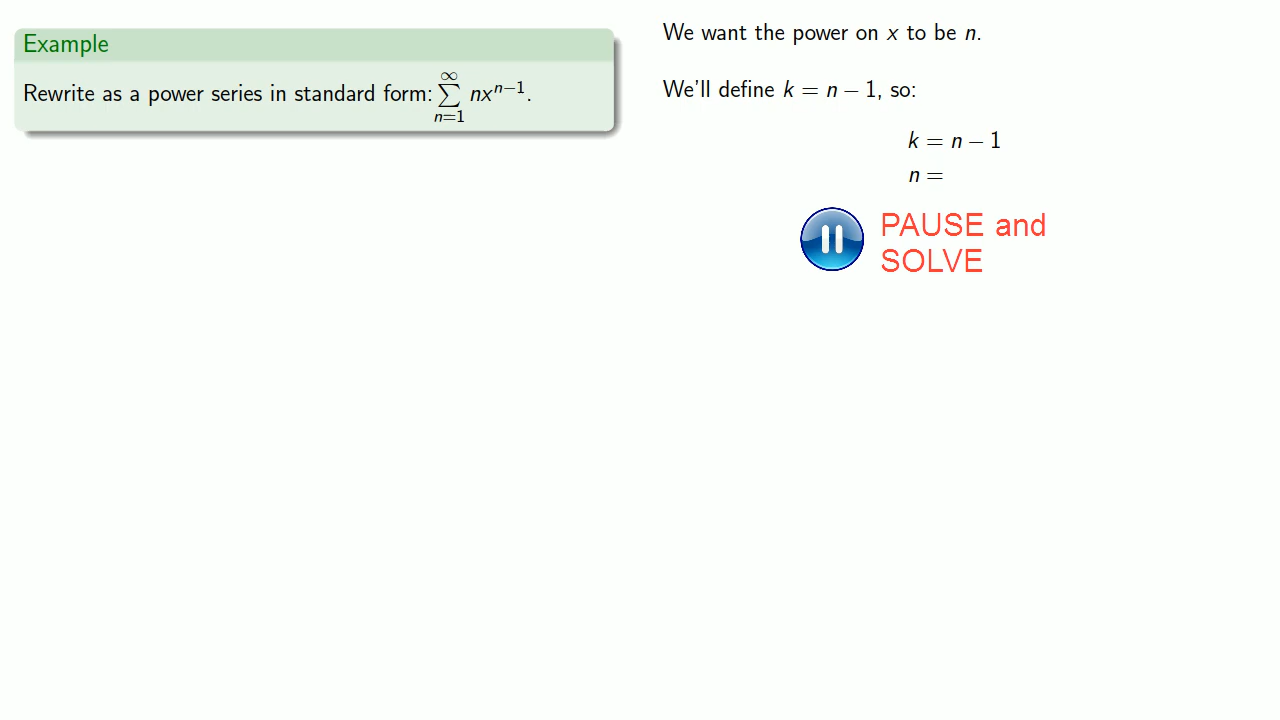 Example
Rewrite as a power series in standard form: ∑_{n=1}^{∞} nx^{n−1}.
We want the power on x to be n.
We'll define k = n − 1, so:
k = n − 1
n =
PAUSE and
SOLVE